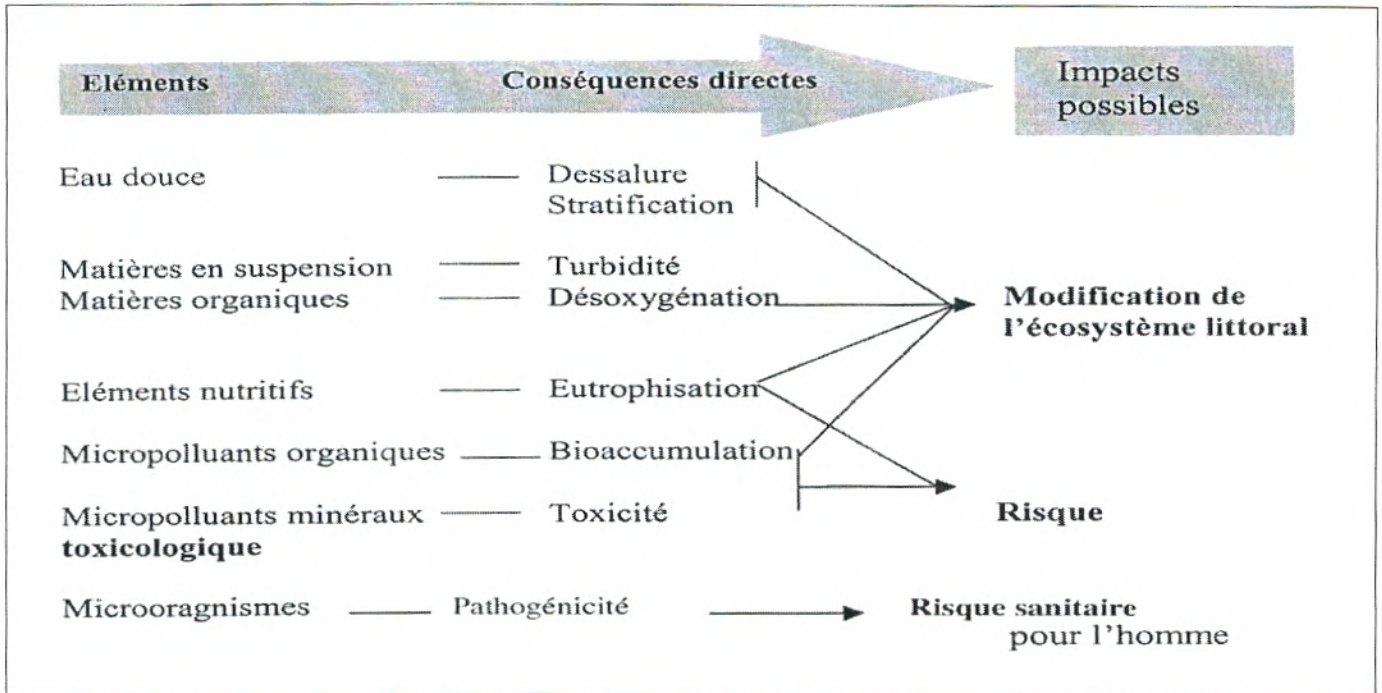 Eléments Conséquences directes Impacts
possibles
Eau douce Dessalure
Stratification
Matières en suspension Turbidité
Matières organiques Désoxygénation Modification de
l'écosystème littoral
Eléments nutritifs Eutrophisation
Micropolluants organiques Bioaccumulation
Micropolluants minéraux Toxicité Risque
toxicologique
Microoragnismes Pathogénicité Risque sanitaire
pour l'homme